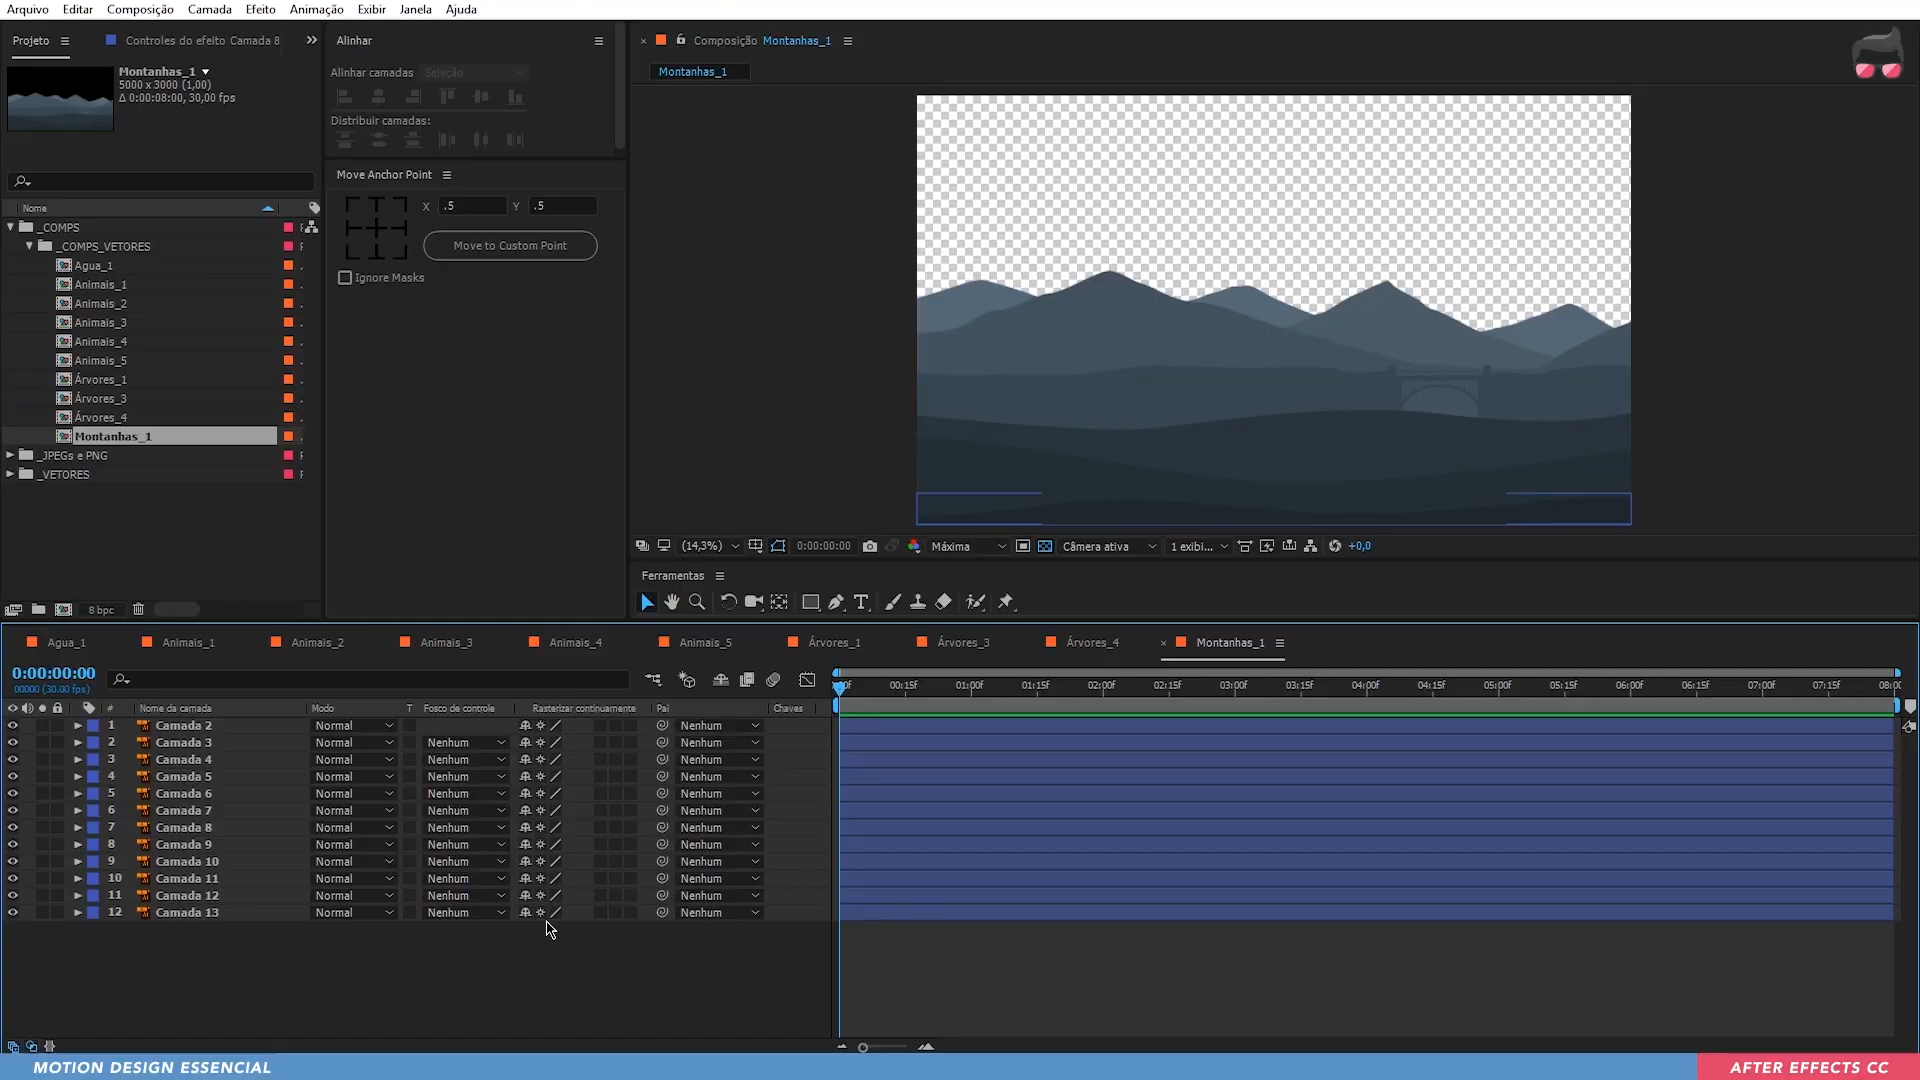 Arquivo Editar Composição Camada Efeito Animação Exibir Janela Ajuda
Projeto
Controles do efeito Camada 8
Montanhas_1
5000 x 3000 (1,00)
Δ 0:00:08:00, 30,00 fps
Nome
_COMPS
_COMPS_VETORES
Agua_1
Animais_1
Animais_2
Animais_3
Animais_4
Animais_5
Árvores_1
Árvores_3
Árvores_4
Montanhas_1
_JPEGs e PNG
_VETORES
8 bpc
Alinhar
Alinhar camadas Seleção
Distribuir camadas:
Move Anchor Point
X .5 Y .5
Move to Custom Point
Ignore Masks
Composição Montanhas_1
Montanhas_1
(14,3%) 0:00:00:00 Máxima Câmera ativa 1 exibi... +0,0
Ferramentas
Agua_1 Animais_1 Animais_2 Animais_3 Animais_4 Animais_5 Árvores_1 Árvores_3 Árvores_4 Montanhas_1
0:00:00:00
00000 (30.00 fps)
00:15f 01:00f 01:15f 02:00f 02:15f 03:00f 03:15f 04:00f 04:15f 05:00f 05:15f 06:00f 06:15f 07:00f 07:15f
# Nome da camada Modo T Fosco de controle Rasterizar continuamente Pai Chaves
1 Camada 2 Normal Nenhum
2 Camada 3 Normal Nenhum Nenhum
3 Camada 4 Normal Nenhum Nenhum
4 Camada 5 Normal Nenhum Nenhum
5 Camada 6 Normal Nenhum Nenhum
6 Camada 7 Normal Nenhum Nenhum
7 Camada 8 Normal Nenhum Nenhum
8 Camada 9 Normal Nenhum Nenhum
9 Camada 10 Normal Nenhum Nenhum
10 Camada 11 Normal Nenhum Nenhum
11 Camada 12 Normal Nenhum Nenhum
12 Camada 13 Normal Nenhum Nenhum
MOTION DESIGN ESSENCIAL
AFTER EFFECTS CC